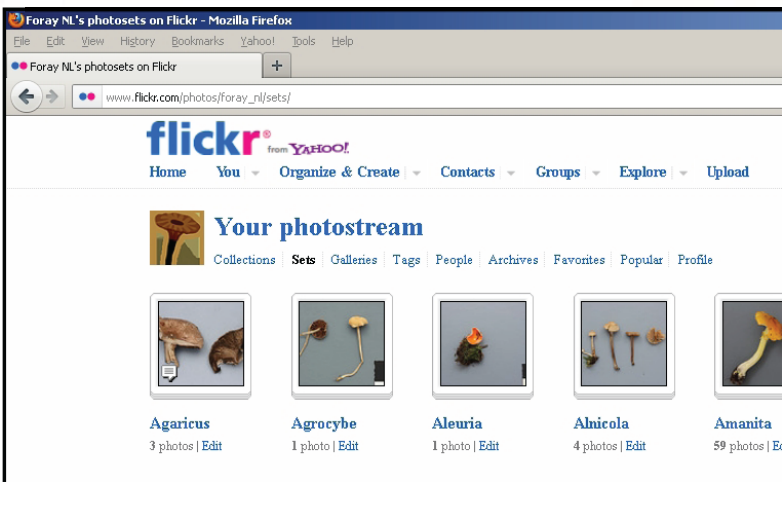 Foray NL's photosets on Flickr - Mozilla Firefox
File Edit View History Bookmarks Yahoo! Tools Help
Foray NL's photosets on Flickr +
www.flickr.com/photos/foray_nl/sets/
flickr® from YAHOO!
Home You Organize & Create Contacts Groups Explore Upload
Your photostream
Collections Sets Galleries Tags People Archives Favorites Popular Profile
Agaricus Agrocybe Aleuria Alnicola Amanita
3 photos | Edit 1 photo | Edit 1 photo | Edit 4 photos | Edit 59 photos |